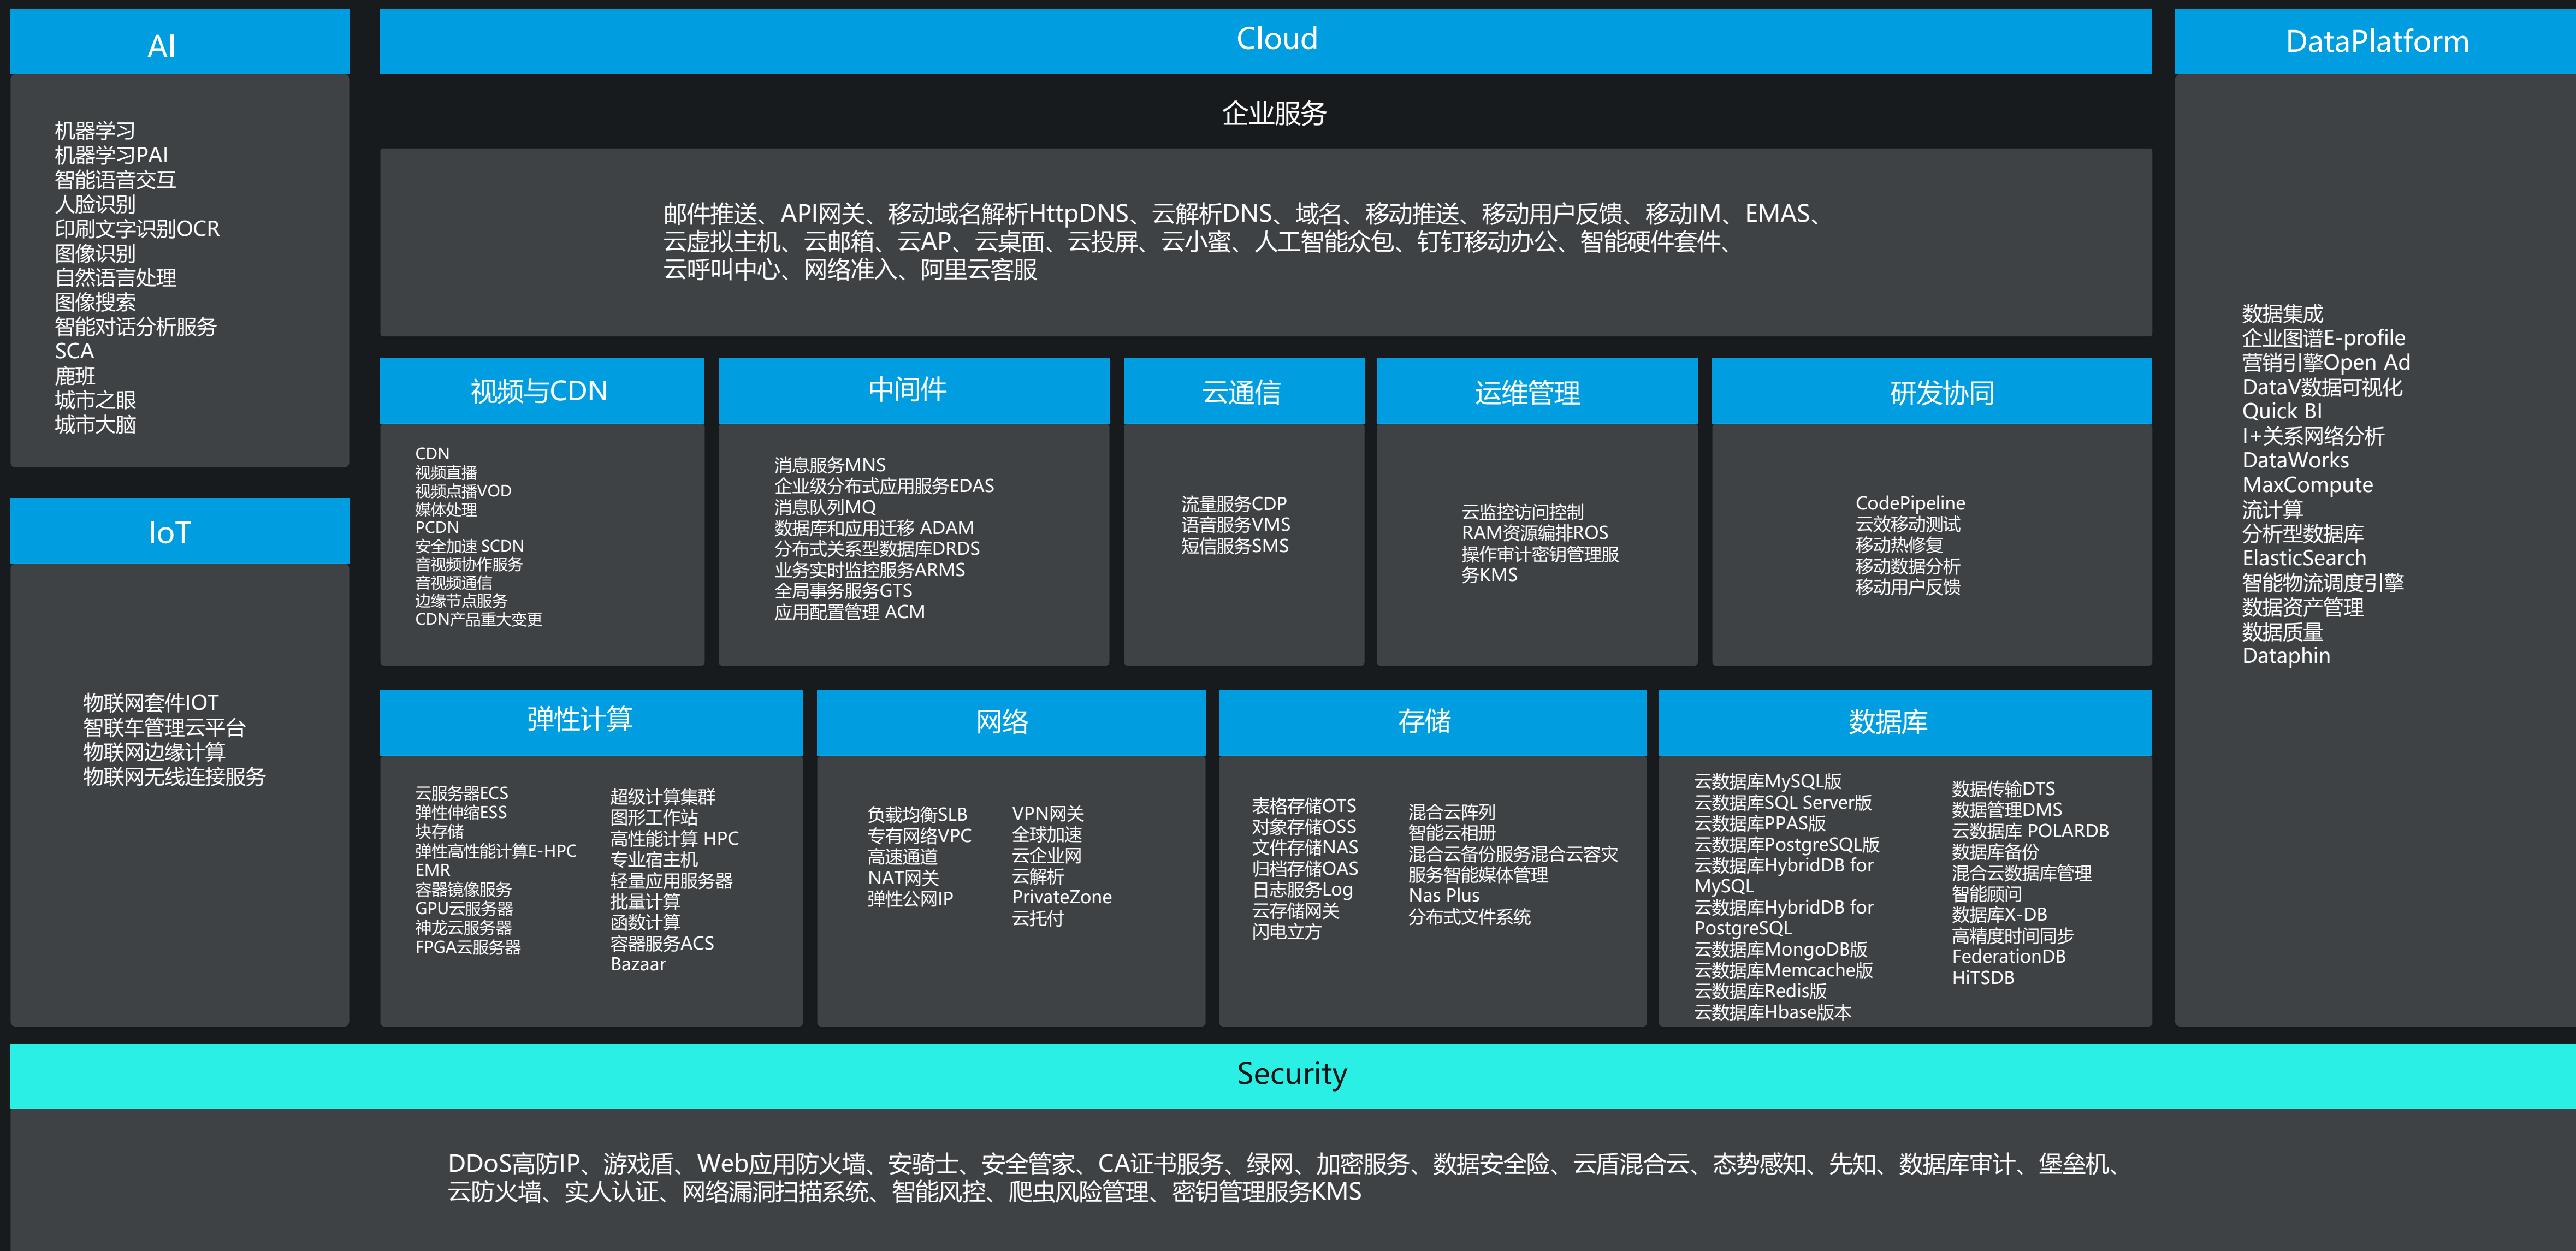 AI
机器学习
机器学习PAI
智能语音交互
人脸识别
印刷文字识别OCR
图像识别
自然语言处理
图像搜索
智能对话分析服务
SCA
鹿班
城市之眼
城市大脑
IoT
物联网套件IOT
智联车管理云平台
物联网边缘计算
物联网无线连接服务
Cloud
企业服务
邮件推送、API网关、移动域名解析HttpDNS、云解析DNS、域名、移动推送、移动用户反馈、移动IM、EMAS、
云虚拟主机、云邮箱、云AP、云桌面、云投屏、云小蜜、人工智能众包、钉钉移动办公、智能硬件套件、
云呼叫中心、网络准入、阿里云客服
视频与CDN
CDN
视频直播
视频点播VOD
媒体处理
PCDN
安全加速 SCDN
音视频协作服务
音视频通信
边缘节点服务
CDN产品重大变更
中间件
消息服务MNS
企业级分布式应用服务EDAS
消息队列MQ
数据库和应用迁移 ADAM
分布式关系型数据库DRDS
业务实时监控服务ARMS
全局事务服务GTS
应用配置管理 ACM
云通信
流量服务CDP
语音服务VMS
短信服务SMS
运维管理
云监控访问控制
RAM资源编排ROS
操作审计密钥管理服
务KMS
研发协同
CodePipeline
云效移动测试
移动热修复
移动数据分析
移动用户反馈
弹性计算
云服务器ECS
弹性伸缩ESS
块存储
弹性高性能计算E-HPC
EMR
容器镜像服务
GPU云服务器
神龙云服务器
FPGA云服务器
超级计算集群
图形工作站
高性能计算 HPC
专业宿主机
轻量应用服务器
批量计算
函数计算
容器服务ACS
Bazaar
网络
负载均衡SLB
专有网络VPC
高速通道
NAT网关
弹性公网IP
VPN网关
全球加速
云企业网
云解析
PrivateZone
云托付
存储
表格存储OTS
对象存储OSS
文件存储NAS
归档存储OAS
日志服务Log
云存储网关
闪电立方
混合云阵列
智能云相册
混合云备份服务混合云容灾
服务智能媒体管理
Nas Plus
分布式文件系统
数据库
云数据库MySQL版
云数据库SQL Server版
云数据库PPAS版
云数据库PostgreSQL版
云数据库HybridDB for
MySQL
云数据库HybridDB for
PostgreSQL
云数据库MongoDB版
云数据库Memcache版
云数据库Redis版
云数据库Hbase版本
数据传输DTS
数据管理DMS
云数据库 POLARDB
数据库备份
混合云数据库管理
智能顾问
数据库X-DB
高精度时间同步
FederationDB
HiTSDB
DataPlatform
数据集成
企业图谱E-profile
营销引擎Open Ad
DataV数据可视化
Quick BI
I+关系网络分析
DataWorks
MaxCompute
流计算
分析型数据库
ElasticSearch
智能物流调度引擎
数据资产管理
数据质量
Dataphin
Security
DDoS高防IP、游戏盾、Web应用防火墙、安骑士、安全管家、CA证书服务、绿网、加密服务、数据安全险、云盾混合云、态势感知、先知、数据库审计、堡垒机、
云防火墙、实人认证、网络漏洞扫描系统、智能风控、爬虫风险管理、密钥管理服务KMS